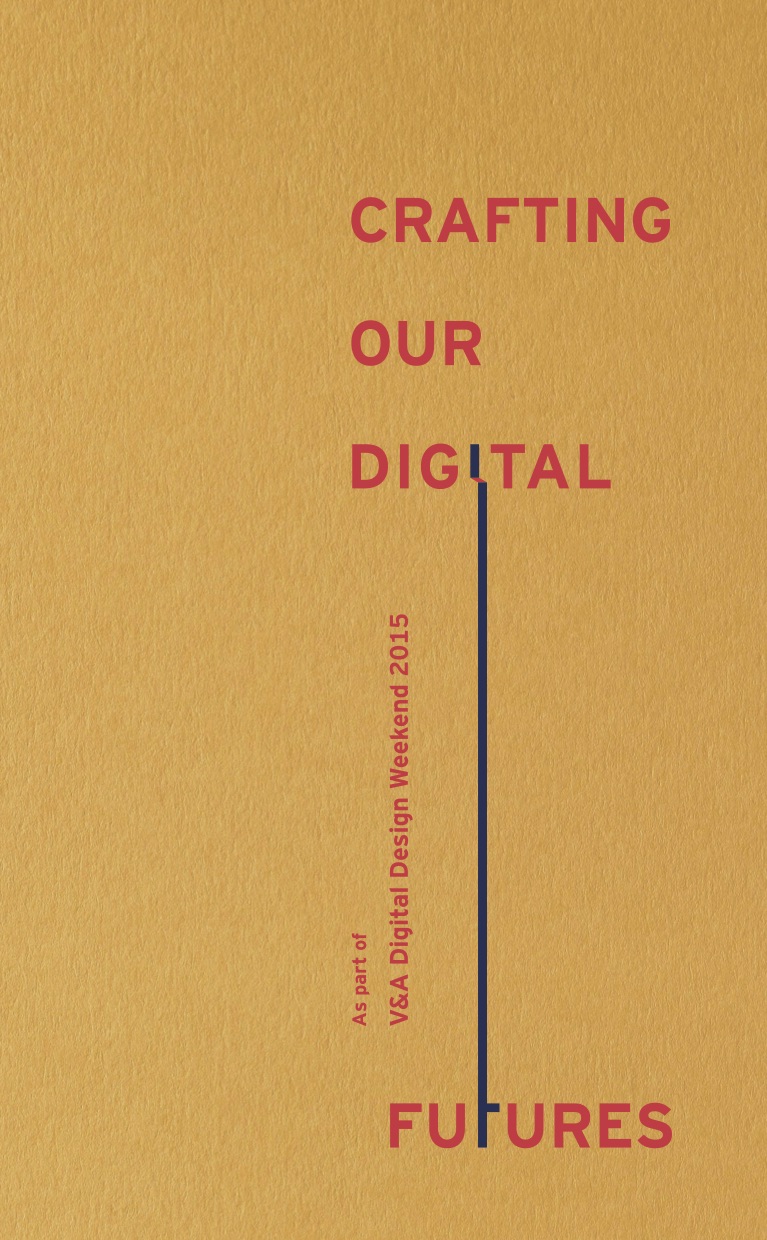 CRAFTING
OUR
DIGITAL
As part of
V&A Digital Design Weekend 2015
FUTURES